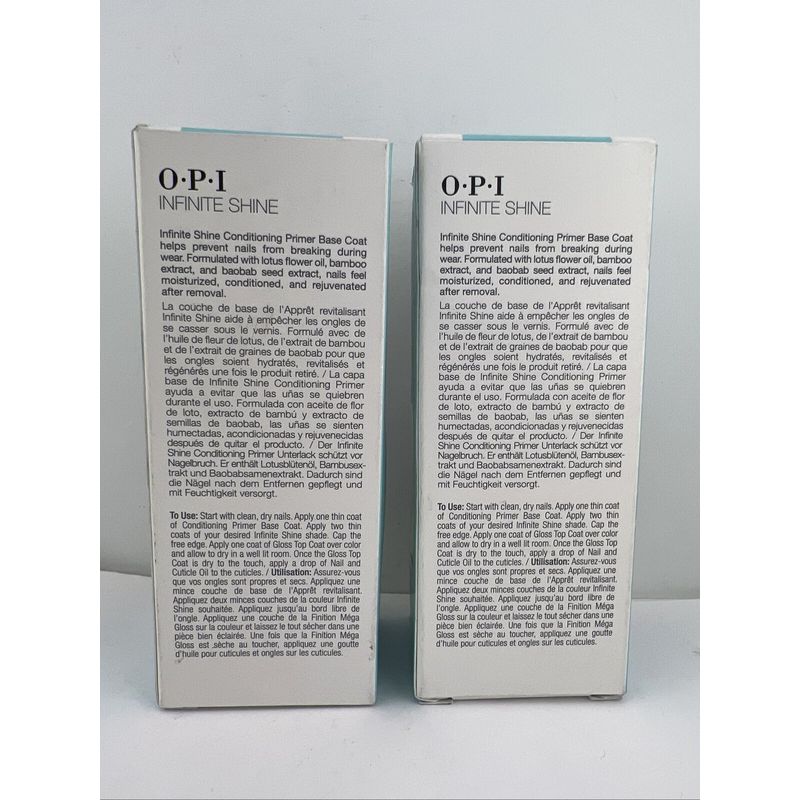 O·P·I
INFINITE SHINE
Infinite Shine Conditioning Primer Base Coat
helps prevent nails from breaking during
wear. Formulated with lotus flower oil, bamboo
extract, and baobab seed extract, nails feel
moisturized, conditioned, and rejuvenated
after removal.
La couche de base de l'Apprêt revitalisant
Infinite Shine aide à empêcher les ongles de
se casser sous le vernis. Formulé avec de
l'huile de fleur de lotus, de l'extrait de bambou
et de l'extrait de graines de baobab pour que
les ongles soient hydratés, revitalisés et
régénérés une fois le produit retiré. / La capa
base de Infinite Shine Conditioning Primer
ayuda a evitar que las uñas se quiebren
durante el uso. Formulada con aceite de flor
de loto, extracto de bambú y extracto de
semillas de baobab, las uñas se sienten
humectadas, acondicionadas y rejuvenecidas
después de quitar el producto. / Der Infinite
Shine Conditioning Primer Unterlack schützt vor
Nagelbruch. Er enthält Lotusblütenöl, Bambusex-
trakt und Baobabsamenextrakt. Dadurch sind
die Nägel nach dem Entfernen gepflegt und
mit Feuchtigkeit versorgt.
To Use: Start with clean, dry nails. Apply one thin coat
of Conditioning Primer Base Coat. Apply two thin
coats of your desired Infinite Shine shade. Cap the
free edge. Apply one coat of Gloss Top Coat over color
and allow to dry in a well lit room. Once the Gloss Top
Coat is dry to the touch, apply a drop of Nail and
Cuticle Oil to the cuticles. / Utilisation: Assurez-vous
que vos ongles sont propres et secs. Appliquez une
mince couche de base de l'Apprêt revitalisant.
Appliquez deux minces couches de la couleur Infinite
Shine souhaitée. Appliquez jusqu'au bord libre de
l'ongle. Appliquez une couche de la Finition Méga
Gloss sur la couleur et laissez le tout sécher dans une
pièce bien éclairée. Une fois que la Finition Méga
Gloss est sèche au toucher, appliquez une goutte
d'huile pour cuticules et ongles sur les cuticules.
O·P·I
INFINITE SHINE
Infinite Shine Conditioning Primer Base Coat
helps prevent nails from breaking during
wear. Formulated with lotus flower oil, bamboo
extract, and baobab seed extract, nails feel
moisturized, conditioned, and rejuvenated
after removal.
La couche de base de l'Apprêt revitalisant
Infinite Shine aide à empêcher les ongles de
se casser sous le vernis. Formulé avec de
l'huile de fleur de lotus, de l'extrait de bambou
et de l'extrait de graines de baobab pour que
les ongles soient hydratés, revitalisés et
régénérés une fois le produit retiré. / La capa
base de Infinite Shine Conditioning Primer
ayuda a evitar que las uñas se quiebren
durante el uso. Formulada con aceite de flor
de loto, extracto de bambú y extracto de
semillas de baobab, las uñas se sienten
humectadas, acondicionadas y rejuvenecidas
después de quitar el producto. / Der Infinite
Shine Conditioning Primer Unterlack schützt vor
Nagelbruch. Er enthält Lotusblütenöl, Bambusex-
trakt und Baobabsamenextrakt. Dadurch sind
die Nägel nach dem Entfernen gepflegt und
mit Feuchtigkeit versorgt.
To Use: Start with clean, dry nails. Apply one thin coat
of Conditioning Primer Base Coat. Apply two thin
coats of your desired Infinite Shine shade. Cap the
free edge. Apply one coat of Gloss Top Coat over color
and allow to dry in a well lit room. Once the Gloss Top
Coat is dry to the touch, apply a drop of Nail and
Cuticle Oil to the cuticles. / Utilisation: Assurez-vous
que vos ongles sont propres et secs. Appliquez une
mince couche de base de l'Apprêt revitalisant.
Appliquez deux minces couches de la couleur Infinite
Shine souhaitée. Appliquez jusqu'au bord libre de
l'ongle. Appliquez une couche de la Finition Méga
Gloss sur la couleur et laissez le tout sécher dans une
pièce bien éclairée. Une fois que la Finition Méga
Gloss est sèche au toucher, appliquez une goutte
d'huile pour cuticules et ongles sur les cuticules.